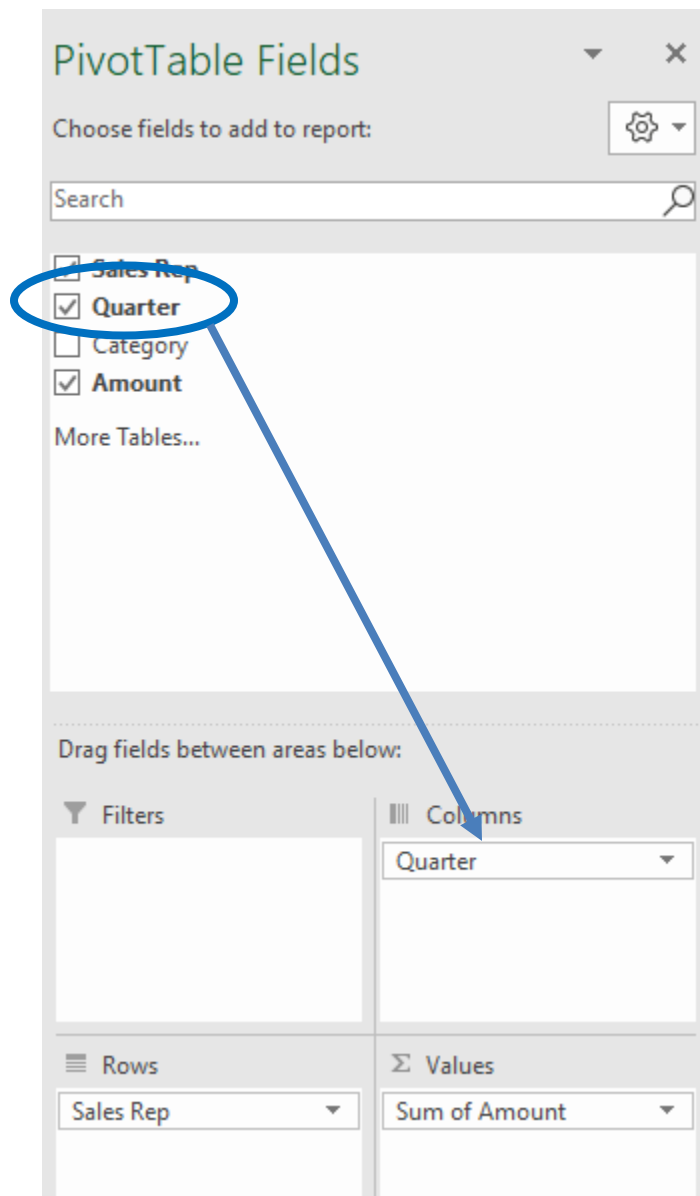 PivotTable Fields
Choose fields to add to report:
Search
Sales Rep
Quarter
Category
Amount
More Tables...
Drag fields between areas below:
Filters
Columns
Quarter
Rows
Values
Sales Rep
Sum of Amount